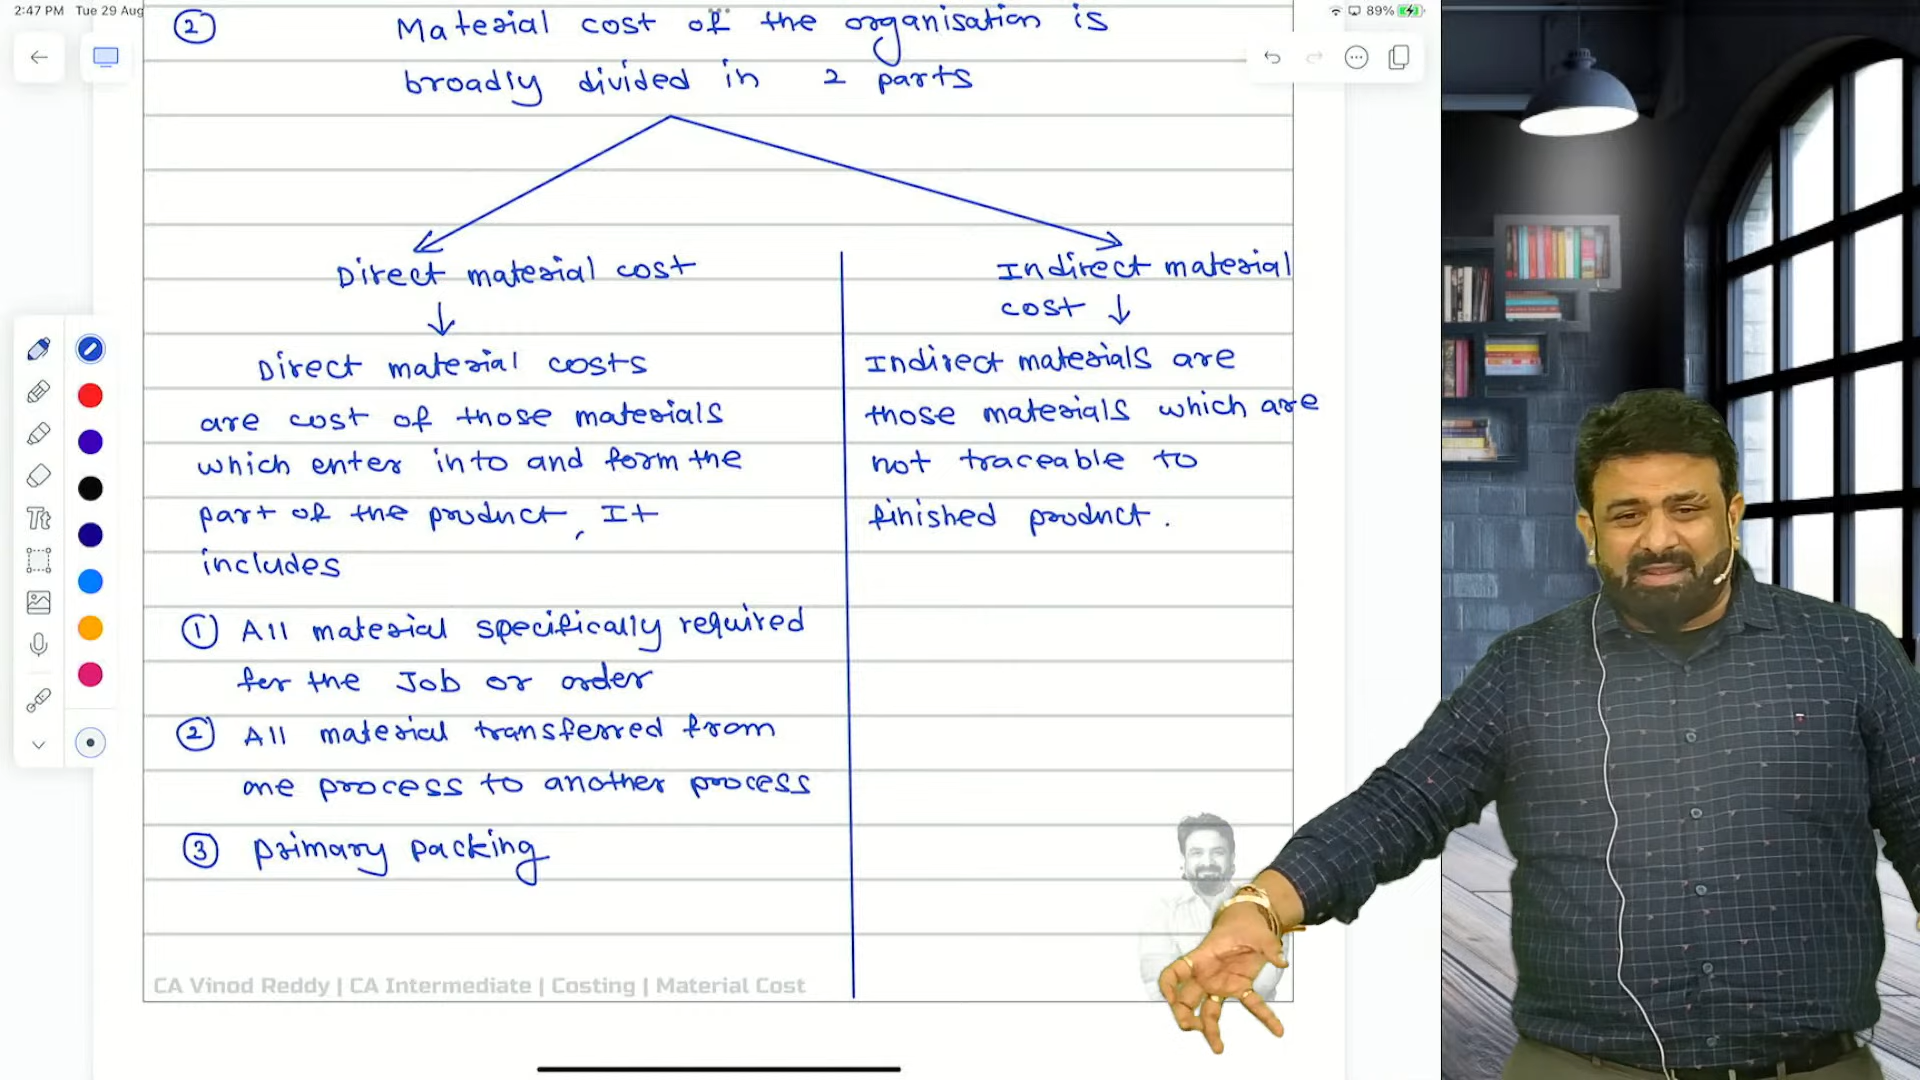 2:47 PM Tue 29 Aug
89%
② Material cost of the organisation is
broadly divided in 2 parts
Direct material cost
Direct material costs
are cost of those materials
which enter into and form the
part of the product, It
includes
① All material specifically required
for the Job or order
② All material transferred from
one process to another process
③ primary packing
Indirect material
cost
Indirect materials are
those materials which are
not traceable to
finished product.
Tt
CA Vinod Reddy | CA Intermediate | Costing | Material Cost